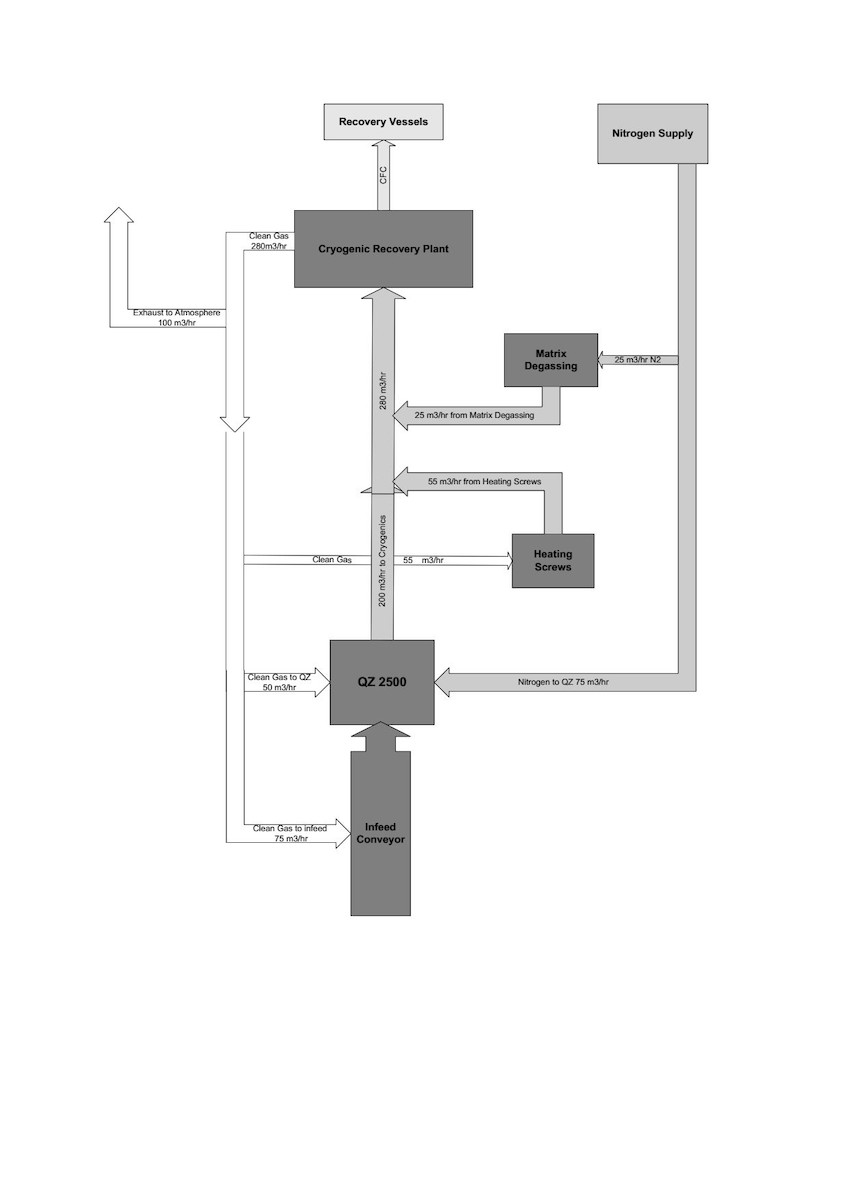 Recovery Vessels
Nitrogen Supply
CFC
Clean Gas
280m3/hr
Cryogenic Recovery Plant
Exhaust to Atmosphere
100 m3/hr
Matrix
Degassing
25 m3/hr N2
280 m3/hr
25 m3/hr from Matrix Degassing
55 m3/hr from Heating Screws
200 m3/hr to Cryogenics
Clean Gas 55 m3/hr
Heating
Screws
Clean Gas to QZ
50 m3/hr
QZ 2500
Nitrogen to QZ 75 m3/hr
Clean Gas to infeed
75 m3/hr
Infeed
Conveyor